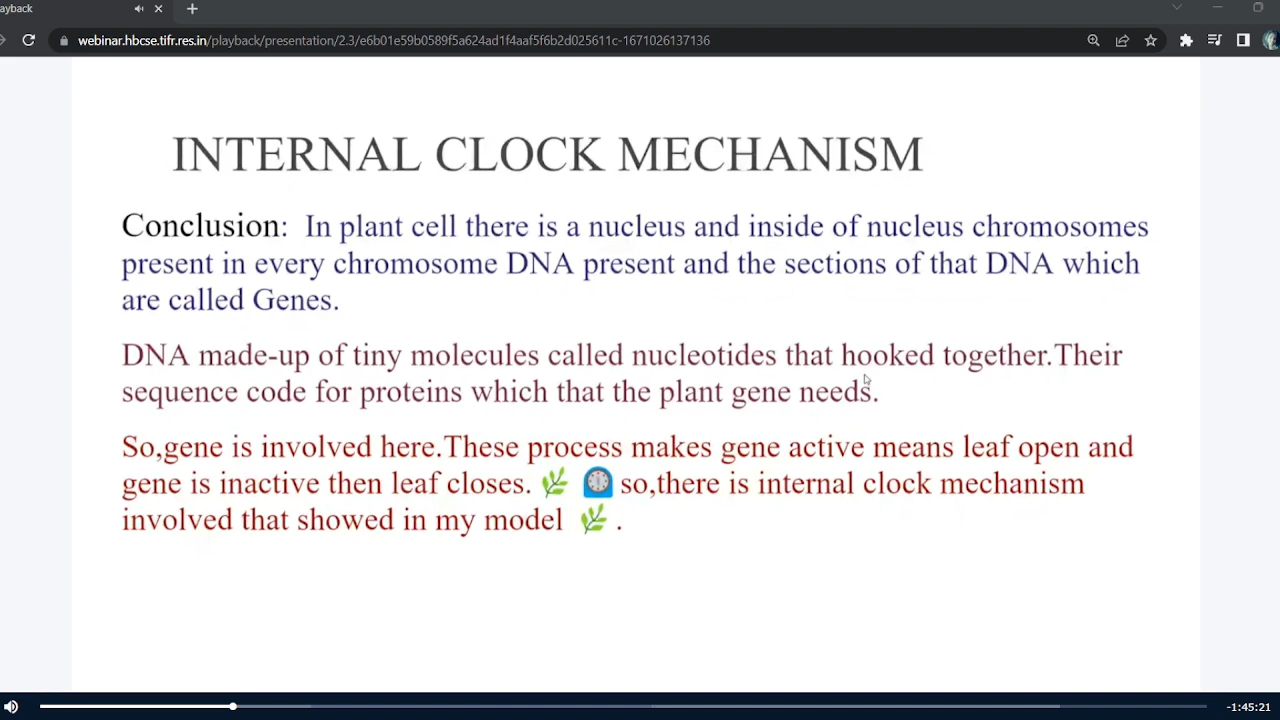 ayback
webinar.hbcse.tifr.res.in/playback/presentation/2.3/e6b01e59b0589f5a624ad1f4aaf5f6b2d025611c-1671026137136
INTERNAL CLOCK MECHANISM
Conclusion: In plant cell there is a nucleus and inside of nucleus chromosomes
present in every chromosome DNA present and the sections of that DNA which
are called Genes.
DNA made-up of tiny molecules called nucleotides that hooked together.Their
sequence code for proteins which that the plant gene needs.
So,gene is involved here.These process makes gene active means leaf open and
gene is inactive then leaf closes. 🌿 ⏲️ so,there is internal clock mechanism
involved that showed in my model 🌿 .
-1:45:21